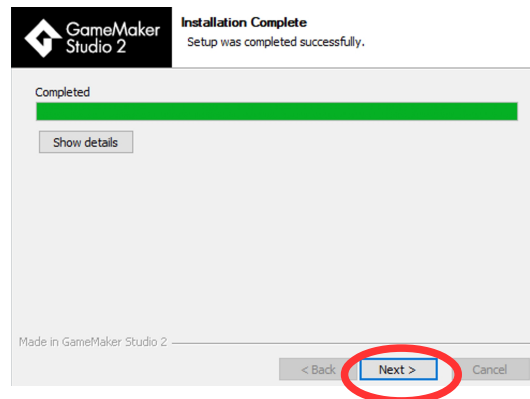 GameMaker
Studio 2
Installation Complete
Setup was completed successfully.
Completed
Show details
Made in GameMaker Studio 2
< Back
Next >
Cancel